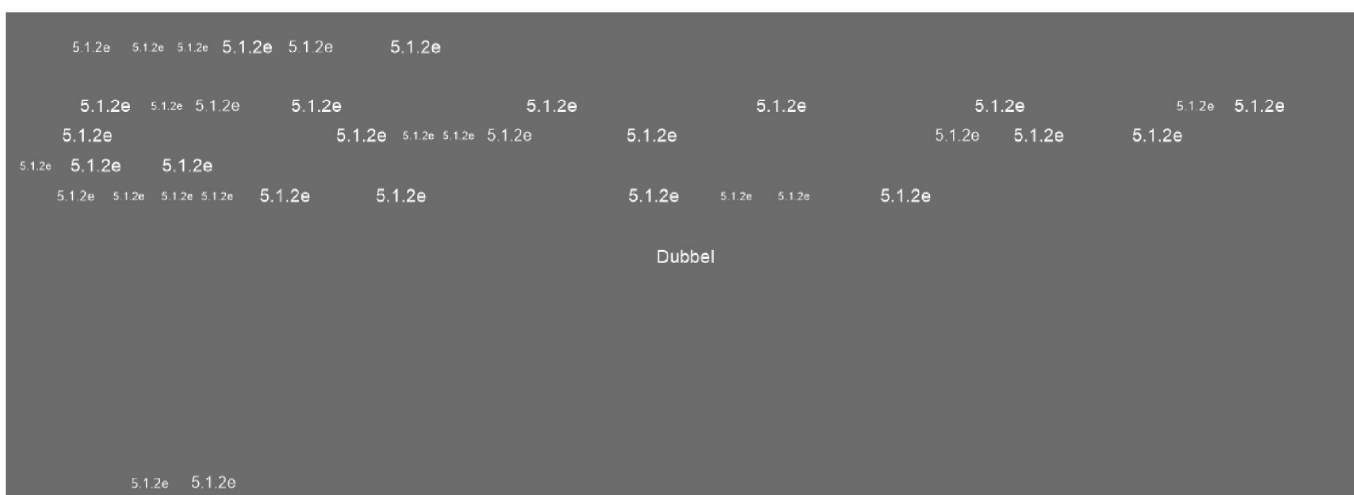 5.1.2e 5.1.2e 5.1.2e 5.1.2e 5.1.2e 5.1.2e
5.1.2e 5.1.2e 5.1.2e 5.1.2e 5.1.2e 5.1.2e 5.1.2e 5.1.2e 5.1.2e
5.1.2e 5.1.2e 5.1.2e 5.1.2e 5.1.2e 5.1.2e 5.1.2e 5.1.2e 5.1.2e
5.1.2e 5.1.2e 5.1.2e
5.1.2e 5.1.2e 5.1.2e 5.1.2e 5.1.2e 5.1.2e 5.1.2e 5.1.2e 5.1.2e 5.1.2e
Dubbel
5.1.2e 5.1.2e